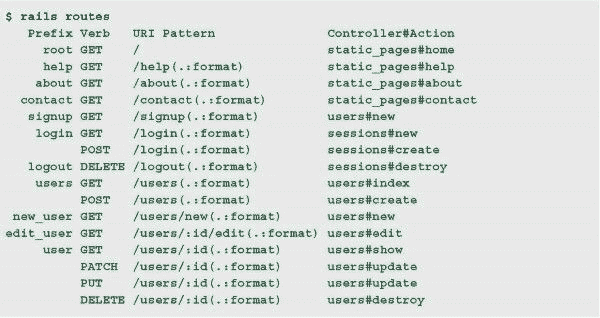 $ rails routes
Prefix Verb URI Pattern Controller#Action
root GET / static_pages#home
help GET /help(.:format) static_pages#help
about GET /about(.:format) static_pages#about
contact GET /contact(.:format) static_pages#contact
signup GET /signup(.:format) users#new
login GET /login(.:format) sessions#new
POST /login(.:format) sessions#create
logout DELETE /logout(.:format) sessions#destroy
users GET /users(.:format) users#index
POST /users(.:format) users#create
new_user GET /users/new(.:format) users#new
edit_user GET /users/:id/edit(.:format) users#edit
user GET /users/:id(.:format) users#show
PATCH /users/:id(.:format) users#update
PUT /users/:id(.:format) users#update
DELETE /users/:id(.:format) users#destroy